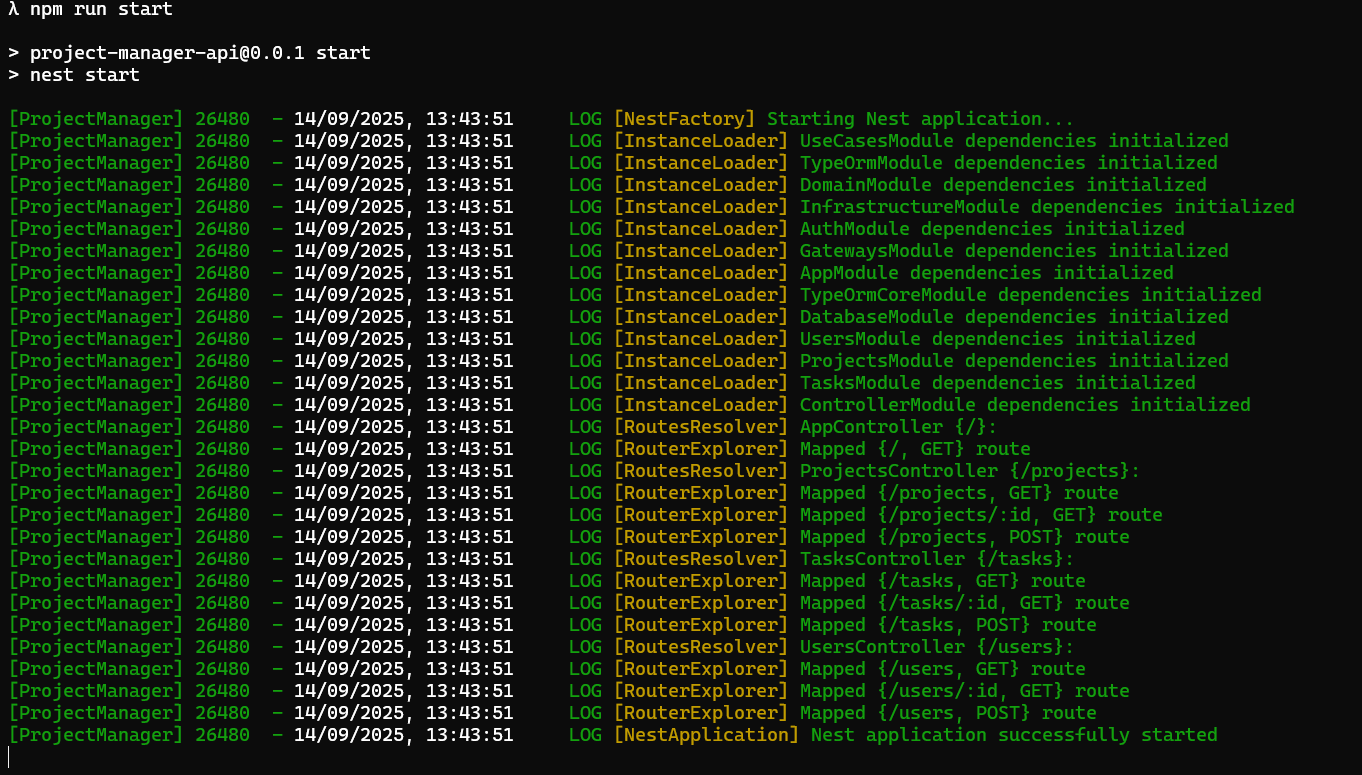 λ npm run start
> project-manager-api@0.0.1 start
> nest start
[ProjectManager] 26480  - 14/09/2025, 13:43:51     LOG [NestFactory] Starting Nest application...
[ProjectManager] 26480  - 14/09/2025, 13:43:51     LOG [InstanceLoader] UseCasesModule dependencies initialized
[ProjectManager] 26480  - 14/09/2025, 13:43:51     LOG [InstanceLoader] TypeOrmModule dependencies initialized
[ProjectManager] 26480  - 14/09/2025, 13:43:51     LOG [InstanceLoader] DomainModule dependencies initialized
[ProjectManager] 26480  - 14/09/2025, 13:43:51     LOG [InstanceLoader] InfrastructureModule dependencies initialized
[ProjectManager] 26480  - 14/09/2025, 13:43:51     LOG [InstanceLoader] AuthModule dependencies initialized
[ProjectManager] 26480  - 14/09/2025, 13:43:51     LOG [InstanceLoader] GatewaysModule dependencies initialized
[ProjectManager] 26480  - 14/09/2025, 13:43:51     LOG [InstanceLoader] AppModule dependencies initialized
[ProjectManager] 26480  - 14/09/2025, 13:43:51     LOG [InstanceLoader] TypeOrmCoreModule dependencies initialized
[ProjectManager] 26480  - 14/09/2025, 13:43:51     LOG [InstanceLoader] DatabaseModule dependencies initialized
[ProjectManager] 26480  - 14/09/2025, 13:43:51     LOG [InstanceLoader] UsersModule dependencies initialized
[ProjectManager] 26480  - 14/09/2025, 13:43:51     LOG [InstanceLoader] ProjectsModule dependencies initialized
[ProjectManager] 26480  - 14/09/2025, 13:43:51     LOG [InstanceLoader] TasksModule dependencies initialized
[ProjectManager] 26480  - 14/09/2025, 13:43:51     LOG [InstanceLoader] ControllerModule dependencies initialized
[ProjectManager] 26480  - 14/09/2025, 13:43:51     LOG [RoutesResolver] AppController {/}:
[ProjectManager] 26480  - 14/09/2025, 13:43:51     LOG [RouterExplorer] Mapped {/, GET} route
[ProjectManager] 26480  - 14/09/2025, 13:43:51     LOG [RoutesResolver] ProjectsController {/projects}:
[ProjectManager] 26480  - 14/09/2025, 13:43:51     LOG [RouterExplorer] Mapped {/projects, GET} route
[ProjectManager] 26480  - 14/09/2025, 13:43:51     LOG [RouterExplorer] Mapped {/projects/:id, GET} route
[ProjectManager] 26480  - 14/09/2025, 13:43:51     LOG [RouterExplorer] Mapped {/projects, POST} route
[ProjectManager] 26480  - 14/09/2025, 13:43:51     LOG [RoutesResolver] TasksController {/tasks}:
[ProjectManager] 26480  - 14/09/2025, 13:43:51     LOG [RouterExplorer] Mapped {/tasks, GET} route
[ProjectManager] 26480  - 14/09/2025, 13:43:51     LOG [RouterExplorer] Mapped {/tasks/:id, GET} route
[ProjectManager] 26480  - 14/09/2025, 13:43:51     LOG [RouterExplorer] Mapped {/tasks, POST} route
[ProjectManager] 26480  - 14/09/2025, 13:43:51     LOG [RoutesResolver] UsersController {/users}:
[ProjectManager] 26480  - 14/09/2025, 13:43:51     LOG [RouterExplorer] Mapped {/users, GET} route
[ProjectManager] 26480  - 14/09/2025, 13:43:51     LOG [RouterExplorer] Mapped {/users/:id, GET} route
[ProjectManager] 26480  - 14/09/2025, 13:43:51     LOG [RouterExplorer] Mapped {/users, POST} route
[ProjectManager] 26480  - 14/09/2025, 13:43:51     LOG [NestApplication] Nest application successfully started